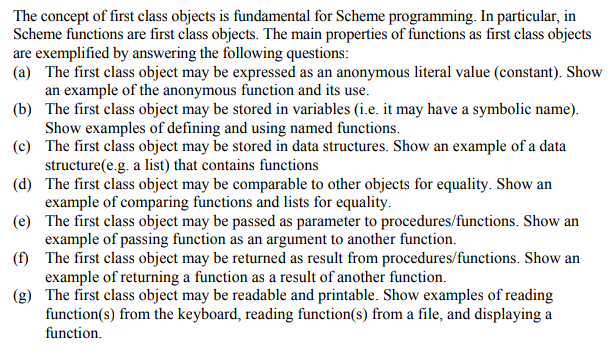 The concept of first class objects is fundamental for Scheme programming. In particular, in
Scheme functions are first class objects. The main properties of functions as first class objects
are exemplified by answering the following questions:
(a) The first class object may be expressed as an anonymous literal value (constant). Show
an example of the anonymous function and its use.
(b) The first class object may be stored in variables (i.e. it may have a symbolic name).
Show examples of defining and using named functions.
(c) The first class object may be stored in data structures. Show an example of a data
structure(e.g. a list) that contains functions
(d) The first class object may be comparable to other objects for equality. Show an
example of comparing functions and lists for equality.
(e) The first class object may be passed as parameter to procedures/functions. Show an
example of passing function as an argument to another function.
(f) The first class object may be returned as result from procedures/functions. Show an
example of returning a function as a result of another function.
(g) The first class object may be readable and printable. Show examples of reading
function(s) from the keyboard, reading function(s) from a file, and displaying a
function.